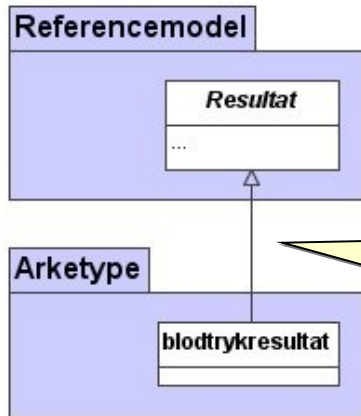 Referencemodel
Resultat
...
Arketype
blodtrykresultat